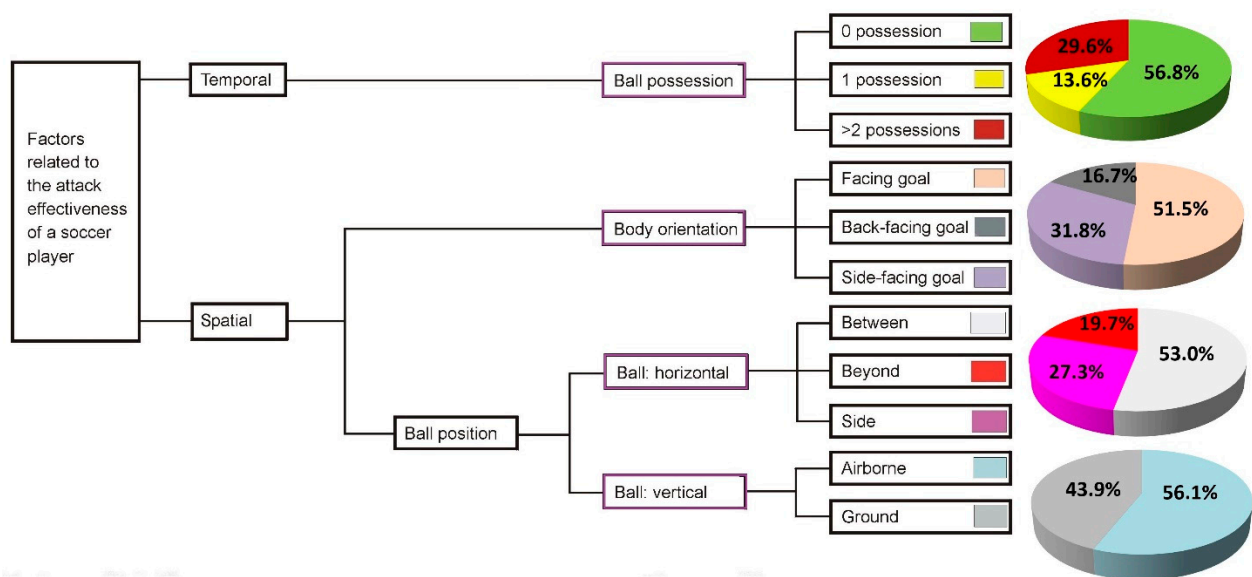 Factors
related to
the attack
effectiveness
of a soccer
player
Temporal
Spatial
Ball position
Ball possession
Body orientation
Ball: horizontal
Ball: vertical
0 possession
1 possession
>2 possessions
Facing goal
Back-facing goal
Side-facing goal
Between
Beyond
Side
Airborne
Ground
29.6%
13.6%
56.8%
16.7%
31.8%
51.5%
19.7%
27.3%
53.0%
43.9%
56.1%